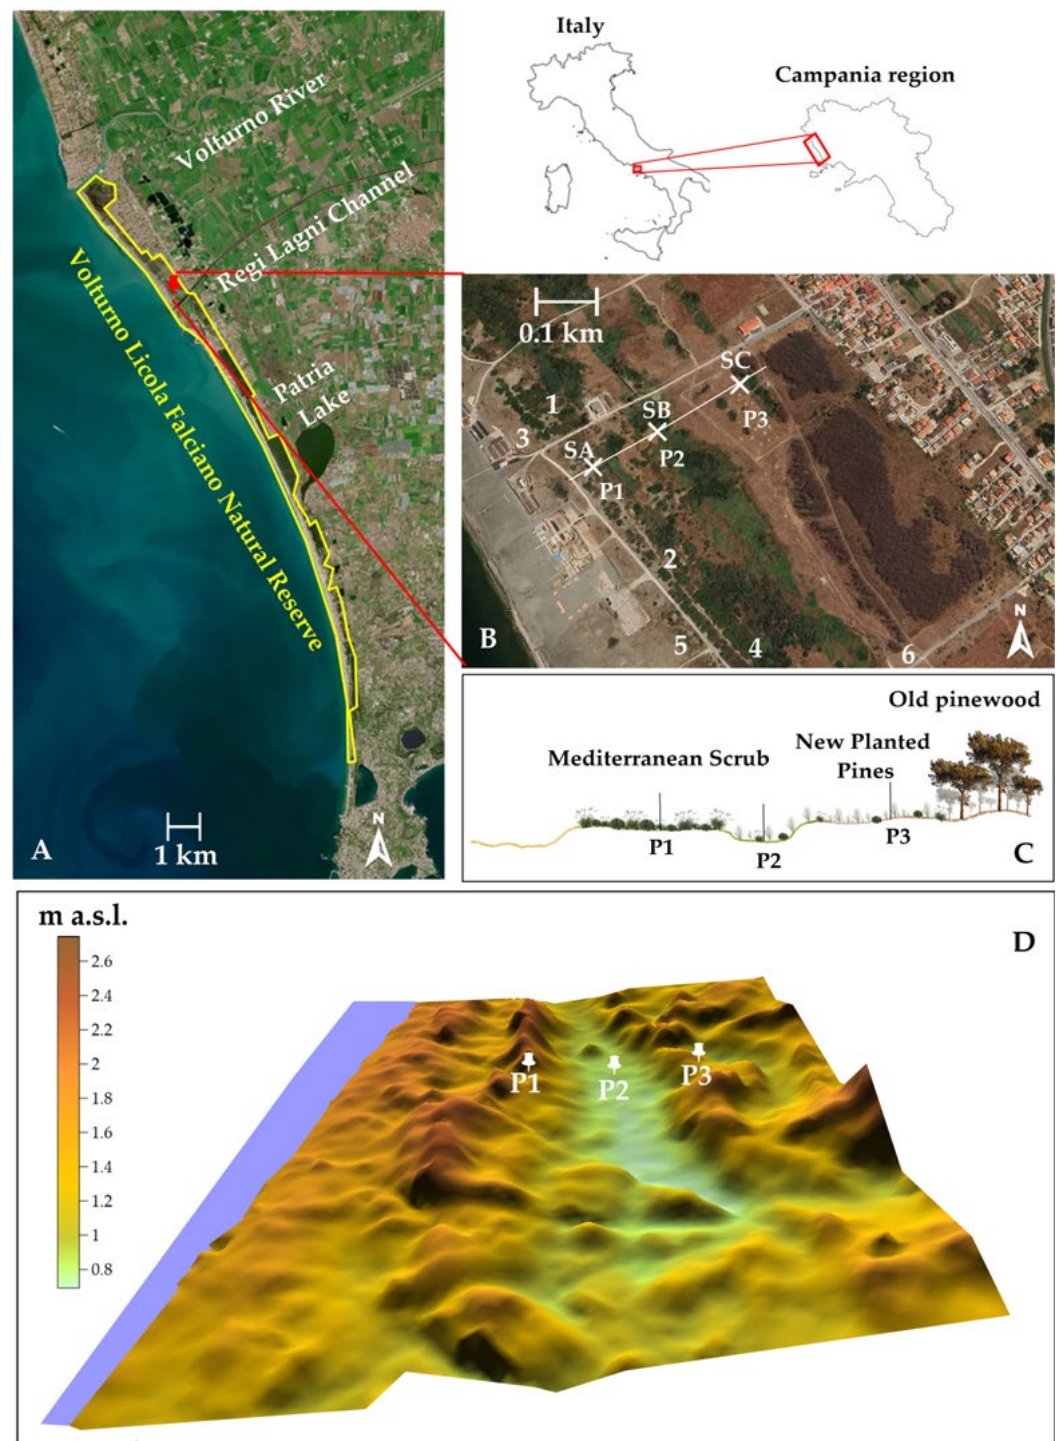 Italy
Campania region
Volturno River
Regi Lagni Channel
Patria
Lake
Volturno Licola Falciano Natural Reserve
N
1 km
A
0.1 km
SC
P3
SB
P2
SA
P1
1
3
2
5
4
6
N
B
Old pinewood
New Planted
Pines
Mediterranean Scrub
P1
P2
P3
C
m a.s.l.
D
2.6
2.4
2.2
2
1.8
1.6
1.4
1.2
1
0.8
P1
P2
P3